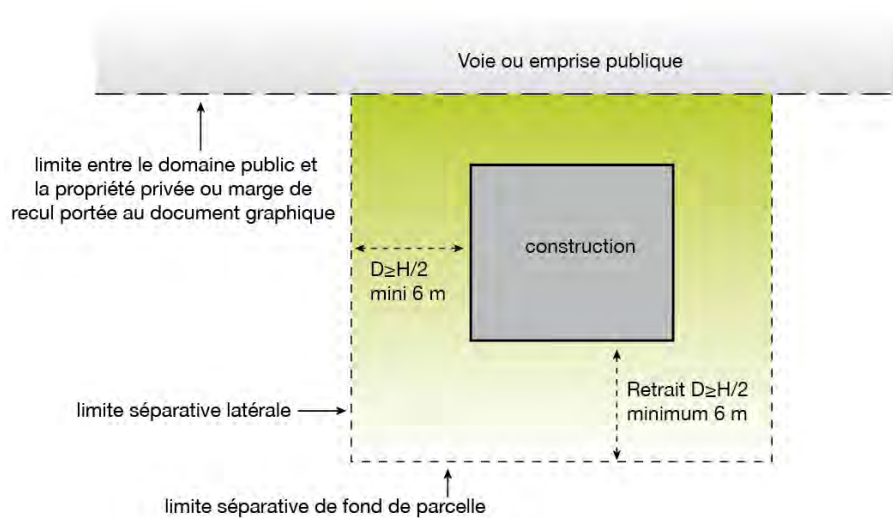 Voie ou emprise publique
limite entre le domaine public et
la propriété privée ou marge de
recul portée au document graphique
construction
D≥H/2
mini 6 m
Retrait D≥H/2
minimum 6 m
limite séparative latérale
limite séparative de fond de parcelle